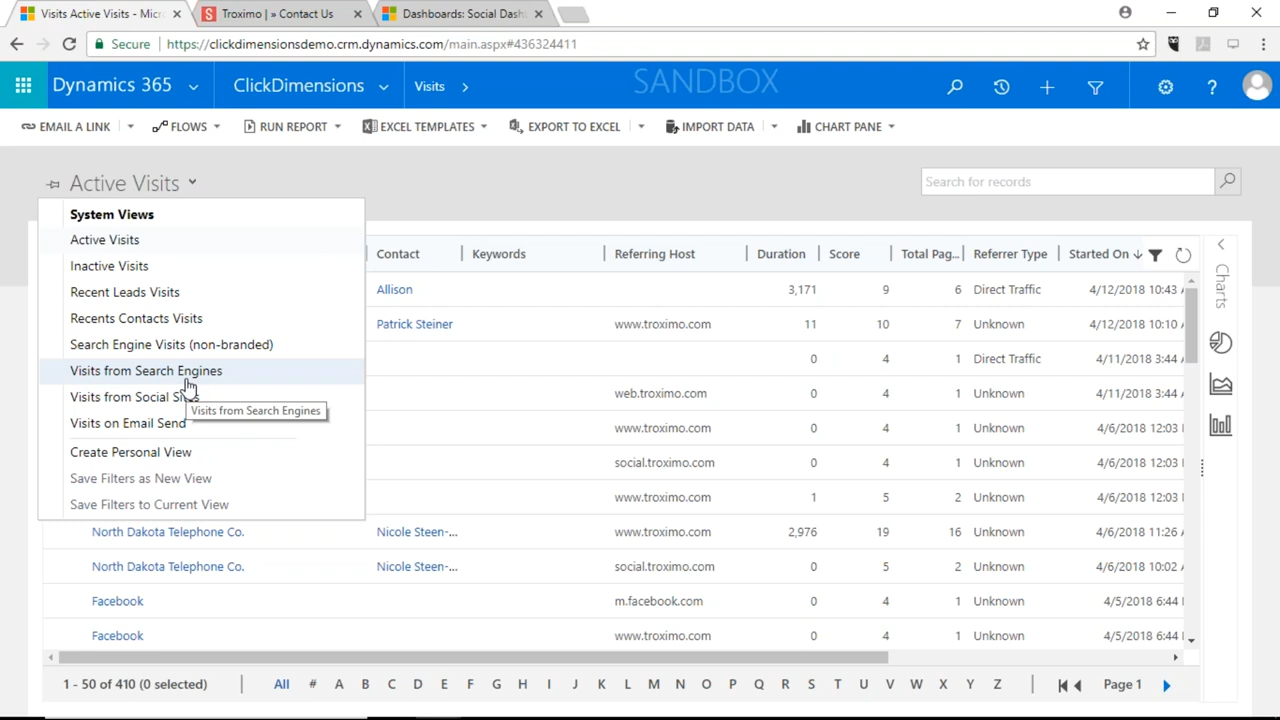 Visits Active Visits - Micr
Troximo | » Contact Us
Dashboards: Social Dash
Secure
https://clickdimensionsdemo.crm.dynamics.com/main.aspx#436324411
Dynamics 365
ClickDimensions
Visits
SANDBOX
EMAIL A LINK
FLOWS
RUN REPORT
EXCEL TEMPLATES
EXPORT TO EXCEL
IMPORT DATA
CHART PANE
Active Visits
Search for records
System Views
Active Visits
Inactive Visits
Recent Leads Visits
Recents Contacts Visits
Search Engine Visits (non-branded)
Visits from Search Engines
Visits from Social Sites
Visits from Search Engines
Visits on Email Send
Create Personal View
Save Filters as New View
Save Filters to Current View
Contact Keywords Referring Host Duration Score Total Pag... Referrer Type Started On
Allison 3,171 9 6 Direct Traffic 4/12/2018 10:43 A
Patrick Steiner www.troximo.com 11 10 7 Unknown 4/12/2018 10:10 A
0 4 1 Direct Traffic 4/11/2018 3:44 A
web.troximo.com 0 4 1 Unknown 4/11/2018 3:44 A
www.troximo.com 0 4 1 Unknown 4/6/2018 12:03
social.troximo.com 0 4 1 Unknown 4/6/2018 12:03
www.troximo.com 1 5 2 Unknown 4/6/2018 12:03
North Dakota Telephone Co. Nicole Steen-... www.troximo.com 2,976 19 16 Unknown 4/6/2018 11:26 A
North Dakota Telephone Co. Nicole Steen-... social.troximo.com 0 5 2 Unknown 4/6/2018 10:02 A
Facebook m.facebook.com 0 4 1 Unknown 4/5/2018 6:44
Facebook www.troximo.com 0 4 1 Unknown 4/5/2018 6:44
Charts
1 - 50 of 410 (0 selected)
All # A B C D E F G H I J K L M N O P Q R S T U V W X Y Z
Page 1